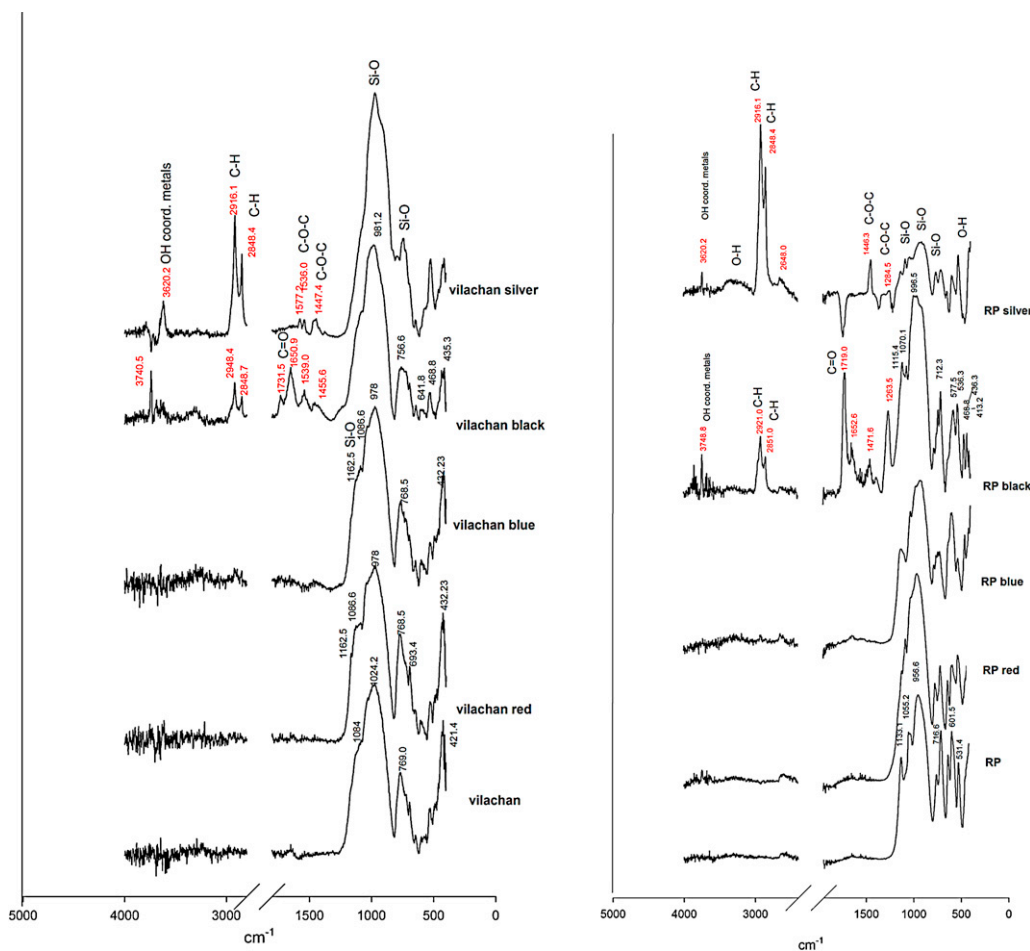 Si-O
2916.1 C-H
2848.4 C-H
3620.2 OH coord. metals
1577.2
1536.0 C-O-C
1447.4 C-O-C
981.2
Si-O
vilachan silver
3740.5
2948.4
2848.7
1731.5 C=O
1650.9
1539.0
1455.6
756.6
641.8
468.8
435.3
vilachan black
978
1162.5 Si-O
1086.6
768.5
432.23
vilachan blue
978
1162.5
1086.6
768.5
693.4
432.23
vilachan red
1024.2
1084
769.0
421.4
vilachan
5000
4000
3000
1500
1000
500
0
cm-1
2916.1 C-H
2848.4 C-H
3620.2 OH coord. metals
O-H
2648.0
1446.3 C-O-C
1284.5 C-O-C
Si-O
Si-O
Si-O
O-H
996.5
RP silver
3748.8 OH coord. metals
2921.0 C-H
2851.0 C-H
1719.0 C=O
1652.6
1471.6
1263.5
1115.4
1070.1
712.3
577.5
536.3
468.8
436.3
413.2
RP black
RP blue
RP red
956.6
1133.1
1055.2
716.6
601.5
531.4
RP
5000
4000
3000
1500
1000
500
0
cm-1